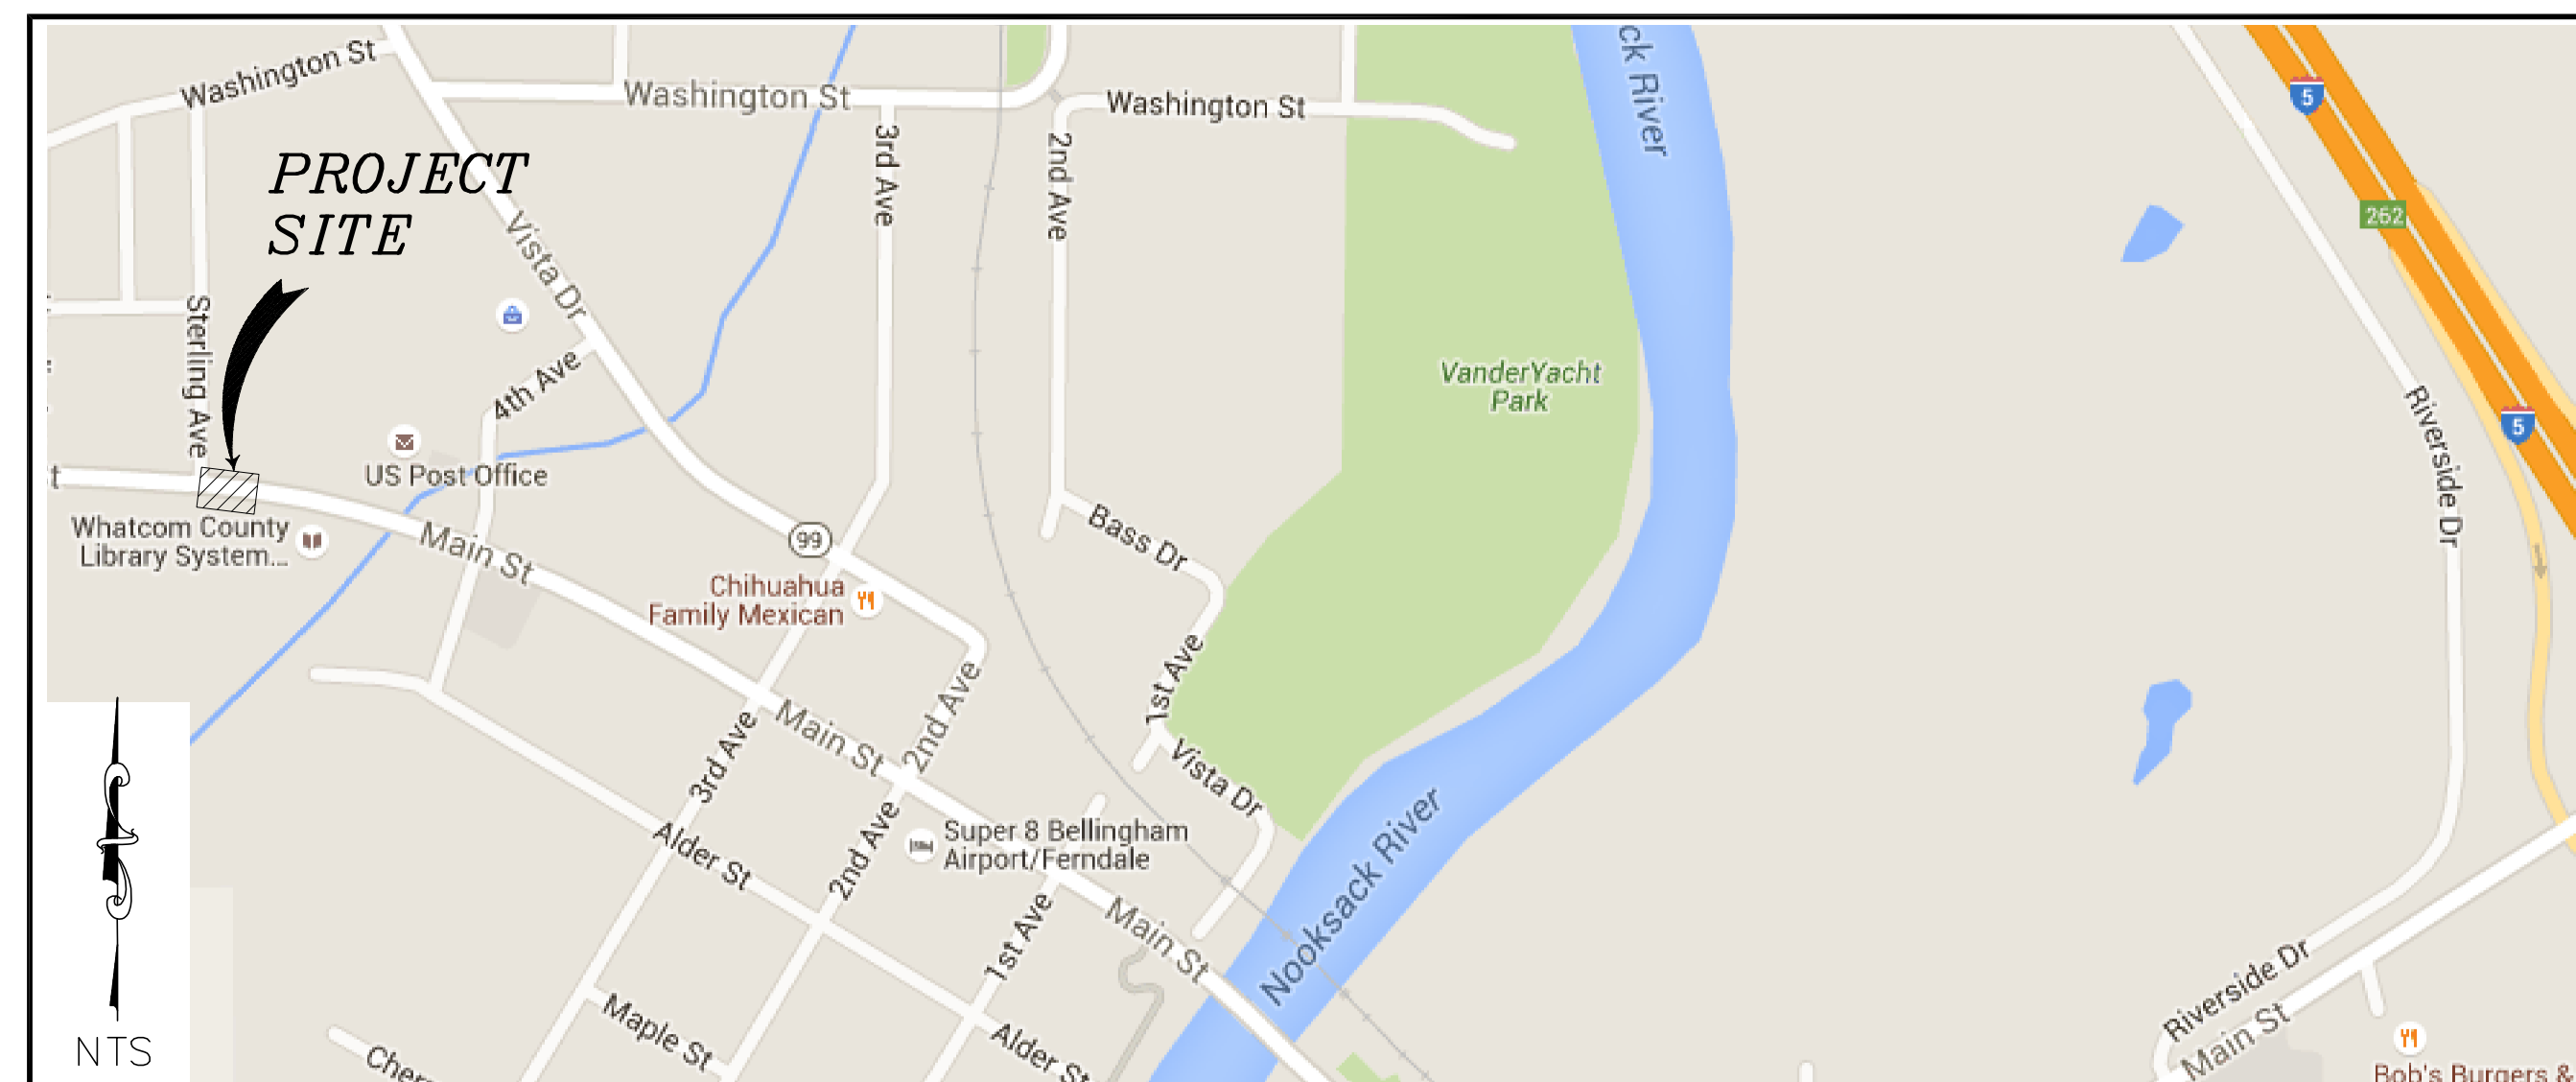 Washington St
Washington St
Washington St
ck River
5
PROJECT
SITE
3rd Ave
2nd Ave
Vista Dr
262
Sterling Ave
4th Ave
VanderYacht
Park
Riverside Dr
5
US Post Office
t
Whatcom County
Library System...
Main St
99
Bass Dr
Chihuahua
Family Mexican
1st Ave
2nd Ave
3rd Ave
Main St
Vista Dr
Alder St
2nd Ave
Super 8 Bellingham
Airport/Ferndale
Nooksack River
1st Ave
Main St
Riverside Dr
Main St
Maple St
Alder St
NTS
Cher
Bob's Burgers &